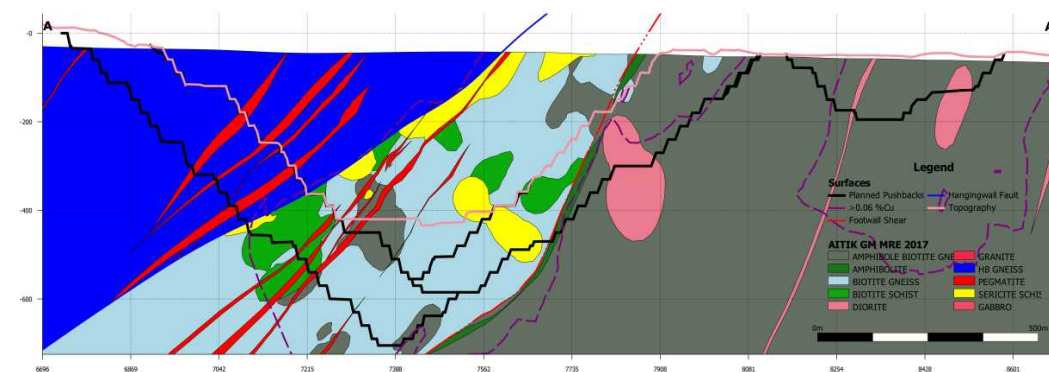 A
A
-0
-200
-400
-600
Legend
Surfaces
Planned Pushbacks
Hangingwall Fault
>0.06 %Cu
Topography
Footwall Shear
AITIK GM MRE 2017
AMPHIBOLE BIOTITE GNE
GRANITE
AMPHIBOLITE
HB GNEISS
BIOTITE GNEISS
PEGMATITE
BIOTITE SCHIST
SERICITE SCHIS
DIORITE
GABBRO
0m 500m
6696 6869 7042 7215 7388 7562 7735 7908 8081 8254 8428 8601